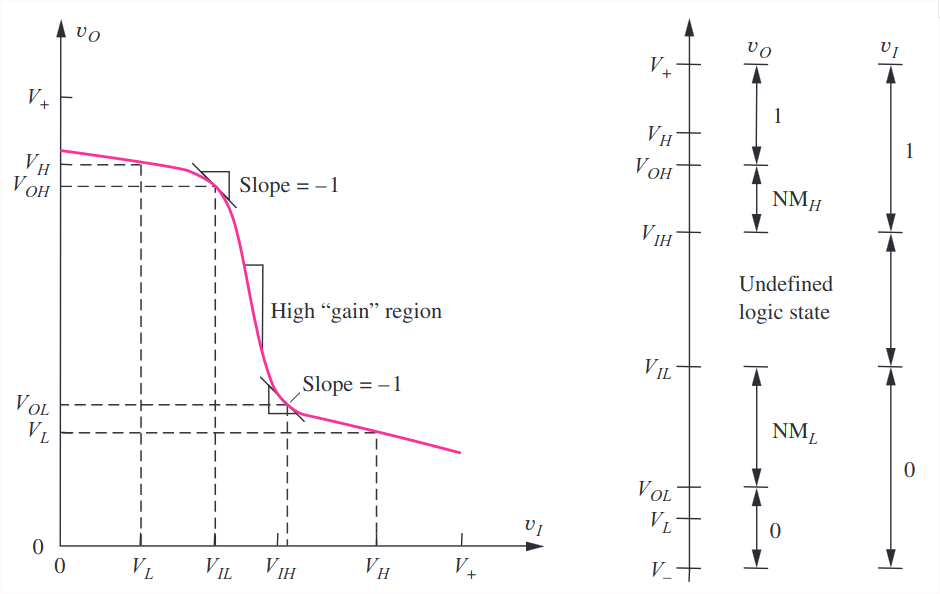 v_O
V_+
V_H
V_OH
Slope = –1
High “gain” region
Slope = –1
V_OL
V_L
0
v_I
0
V_L
V_IL
V_IH
V_H
V_+
v_O
v_I
V_+
1
V_H
1
V_OH
NM_H
V_IH
Undefined
logic state
V_IL
NM_L
0
V_OL
V_L
0
V_–